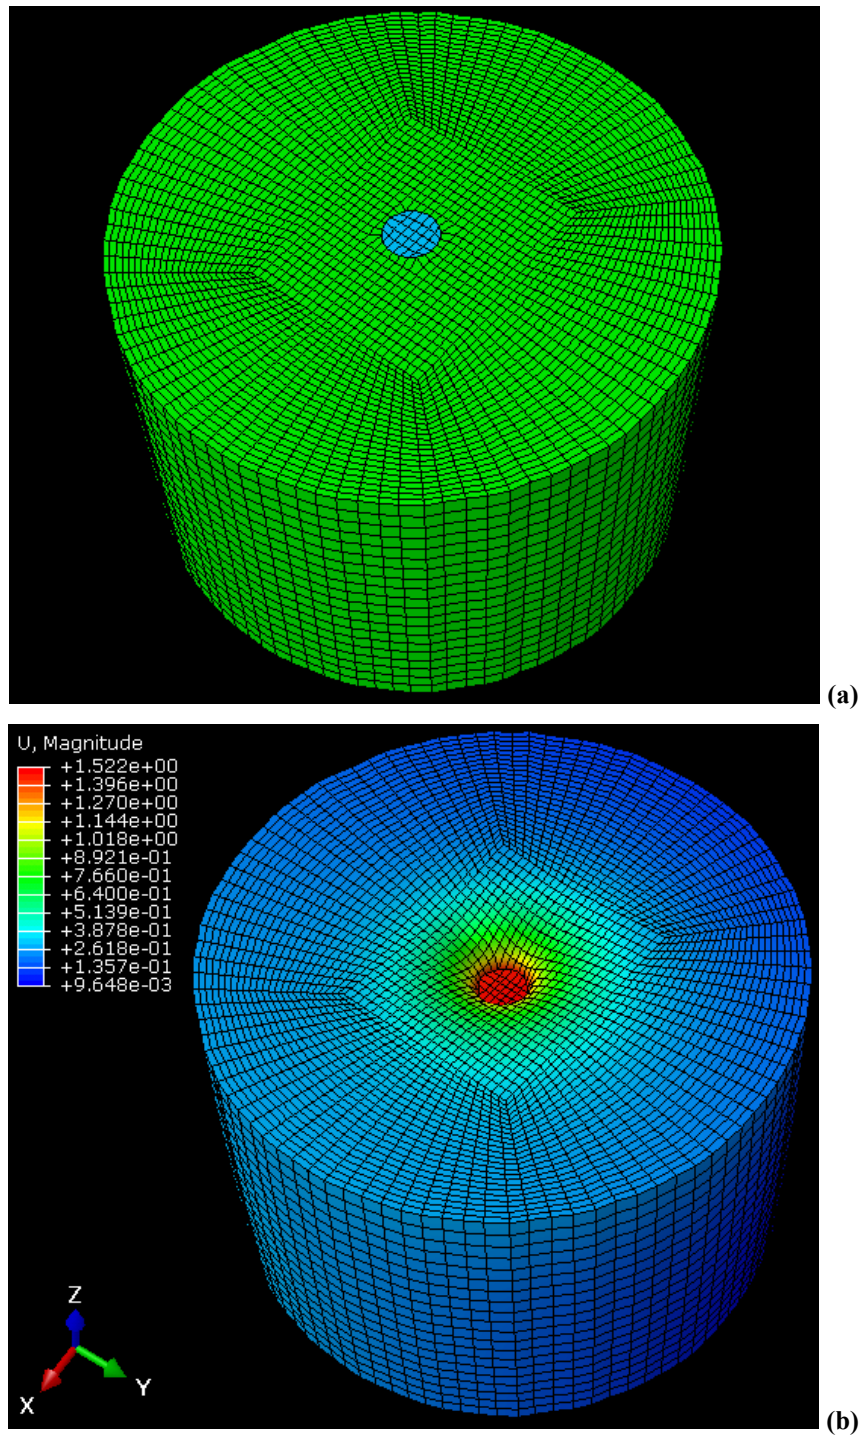 (a)
U, Magnitude
+1.522e+00
+1.396e+00
+1.270e+00
+1.144e+00
+1.018e+00
+8.921e-01
+7.660e-01
+6.400e-01
+5.139e-01
+3.878e-01
+2.618e-01
+1.357e-01
+9.648e-03
Z
Y
X
(b)